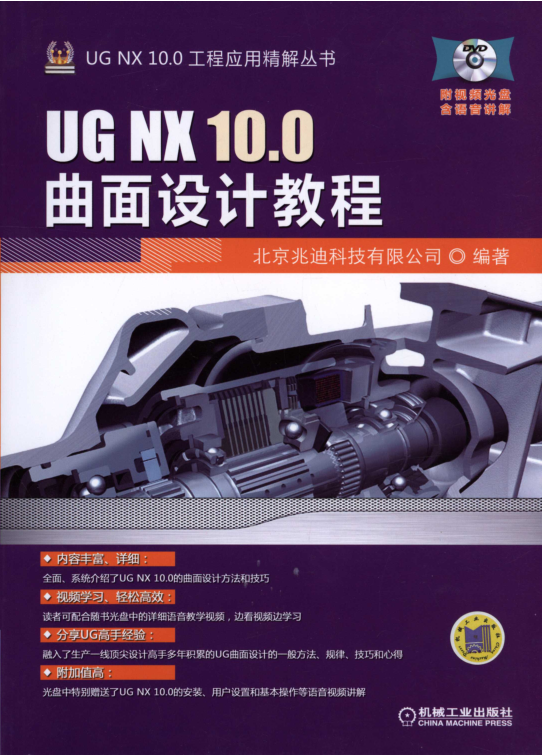 UG NX 10.0 工程应用精解丛书
DVD
附视频光盘
含语音讲解
UG NX 10.0
曲面设计教程
北京兆迪科技有限公司 ◎ 编著
◆ 内容丰富、详细：
全面、系统介绍了UG NX 10.0的曲面设计方法和技巧
◆ 视频学习、轻松高效：
读者可配合随书光盘中的详细语音教学视频，边看视频边学习
◆ 分享UG高手经验：
融入了生产一线顶尖设计高手多年积累的UG曲面设计的一般方法、规律、技巧和心得
◆ 附加值高：
光盘中特别赠送了UG NX 10.0的安装、用户设置和基本操作等语音视频讲解
机械工业出版社
CHINA MACHINE PRESS